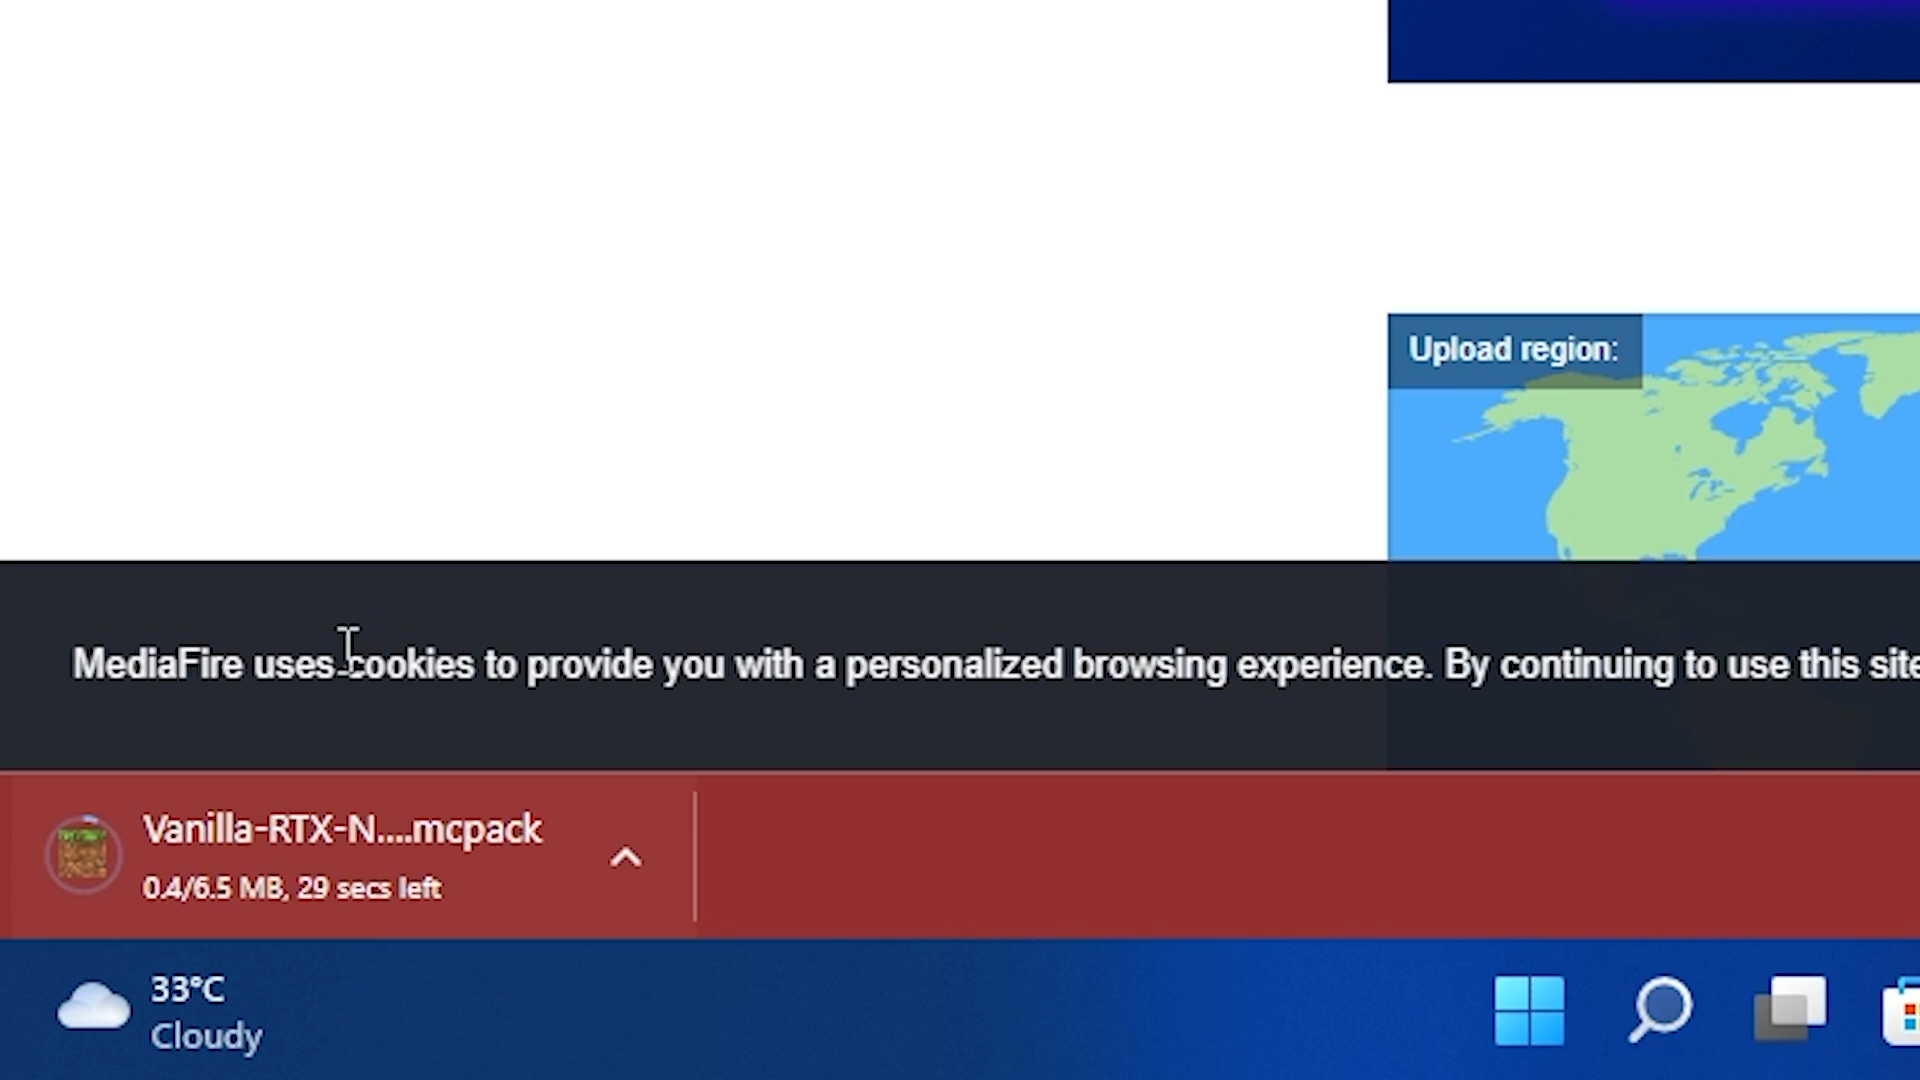 Upload region:
MediaFire uses cookies to provide you with a personalized browsing experience. By continuing to use this site
Vanilla-RTX-N....mcpack
0.4/6.5 MB, 29 secs left
33°C
Cloudy